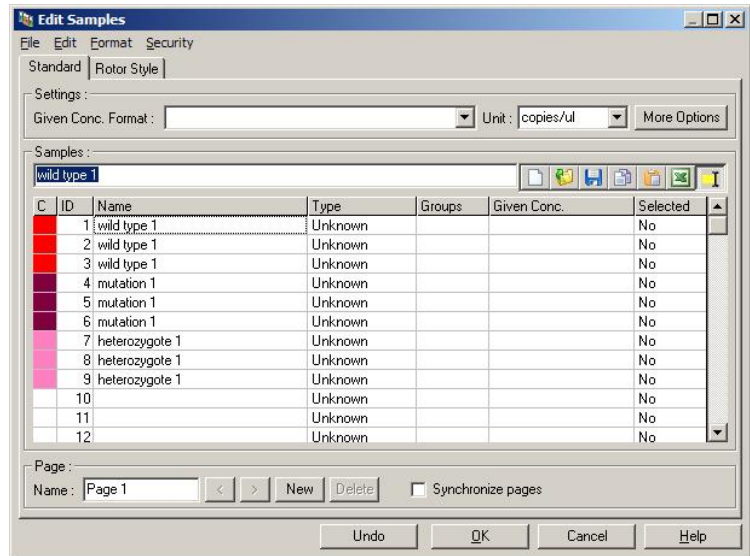 Edit Samples
File Edit Format Security
Standard Rotor Style
Settings :
Given Conc. Format : Unit : copies/ul More Options
Samples :
wild type 1
C ID Name Type Groups Given Conc. Selected
1 wild type 1 Unknown No
2 wild type 1 Unknown No
3 wild type 1 Unknown No
4 mutation 1 Unknown No
5 mutation 1 Unknown No
6 mutation 1 Unknown No
7 heterozygote 1 Unknown No
8 heterozygote 1 Unknown No
9 heterozygote 1 Unknown No
10 Unknown No
11 Unknown No
12 Unknown No
Page :
Name : Page 1 < > New Delete Synchronize pages
Undo OK Cancel Help